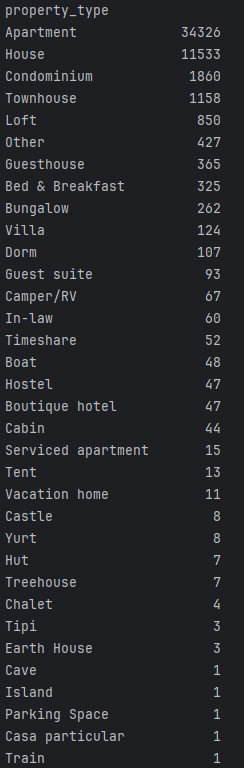 property_type
Apartment 34326
House 11533
Condominium 1860
Townhouse 1158
Loft 850
Other 427
Guesthouse 365
Bed & Breakfast 325
Bungalow 262
Villa 124
Dorm 107
Guest suite 93
Camper/RV 67
In-law 60
Timeshare 52
Boat 48
Hostel 47
Boutique hotel 47
Cabin 44
Serviced apartment 15
Tent 13
Vacation home 11
Castle 8
Yurt 8
Hut 7
Treehouse 7
Chalet 4
Tipi 3
Earth House 3
Cave 1
Island 1
Parking Space 1
Casa particular 1
Train 1